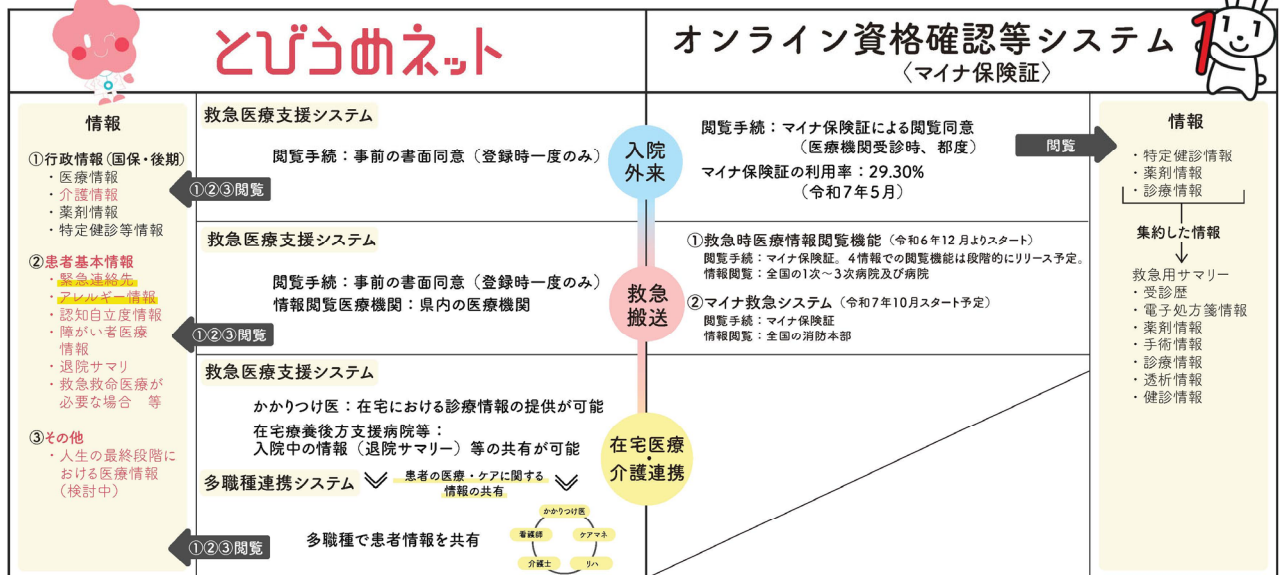 とびうめネット
オンライン資格確認等システム
〈マイナ保険証〉
情報
①行政情報(国保・後期)
・医療情報
・介護情報
・薬剤情報
・特定健診等情報
②患者基本情報
・緊急連絡先
・アレルギー情報
・認知自立度情報
・障がい者医療
情報
・退院サマリ
・救急救命医療が
必要な場合 等
③その他
・人生の最終段階に
おける医療情報
(検討中)
救急医療支援システム
閲覧手続:事前の書面同意(登録時一度のみ)
①②③閲覧
入院
外来
閲覧手続:マイナ保険証による閲覧同意
(医療機関受診時、都度)
マイナ保険証の利用率:29.30%
(令和7年5月)
閲覧
救急医療支援システム
閲覧手続:事前の書面同意(登録時一度のみ)
情報閲覧医療機関:県内の医療機関
①②③閲覧
救急
搬送
①救急時医療情報閲覧機能(令和6年12月よりスタート)
閲覧手続:マイナ保険証。4情報での閲覧機能は段階的にリリース予定。
情報閲覧:全国の1次〜3次病院及び病院
②マイナ救急システム(令和7年10月スタート予定)
閲覧手続:マイナ保険証
情報閲覧:全国の消防本部
救急医療支援システム
かかりつけ医:在宅における診療情報の提供が可能
在宅療養後方支援病院等:
入院中の情報(退院サマリー)等の共有が可能
在宅医療
・
介護連携
多職種連携システム
患者の医療・ケアに関する
情報の共有
①②③閲覧
多職種で患者情報を共有
かかりつけ医
看護師
ケアマネ
介護士
リハ
情報
・特定健診情報
・薬剤情報
・診療情報
集約した情報
↓
救急用サマリー
・受診歴
・電子処方箋情報
・薬剤情報
・手術情報
・診療情報
・透析情報
・健診情報